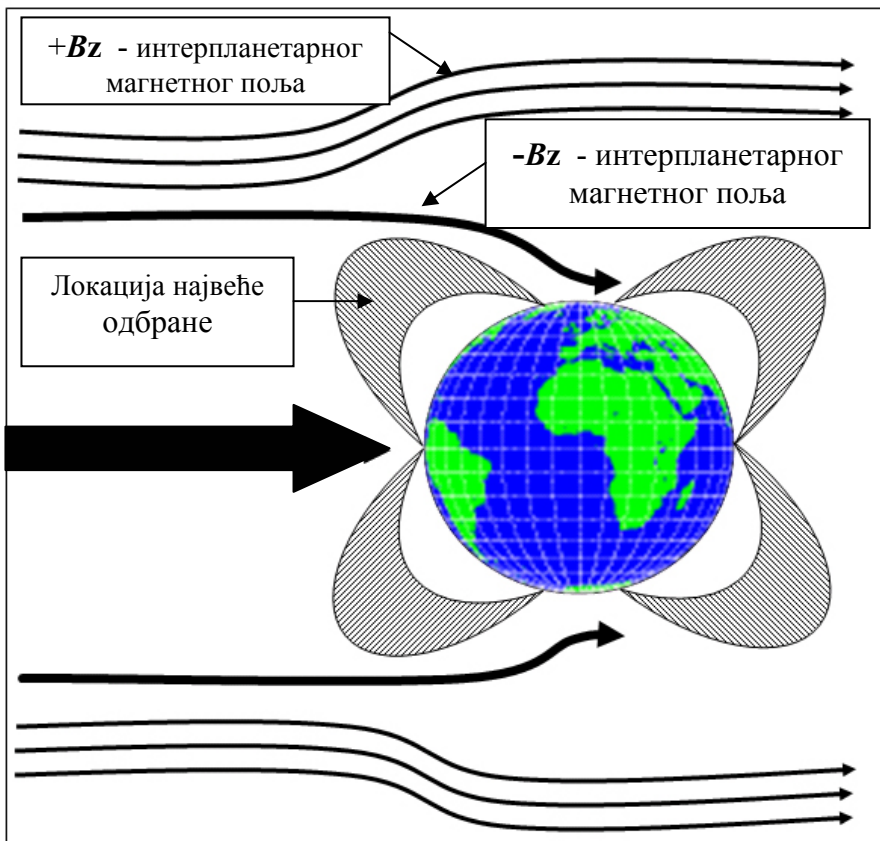 +Bz - интерпланетарног
магнетног поља
-Bz - интерпланетарног
магнетног поља
Локација највеће
одбране